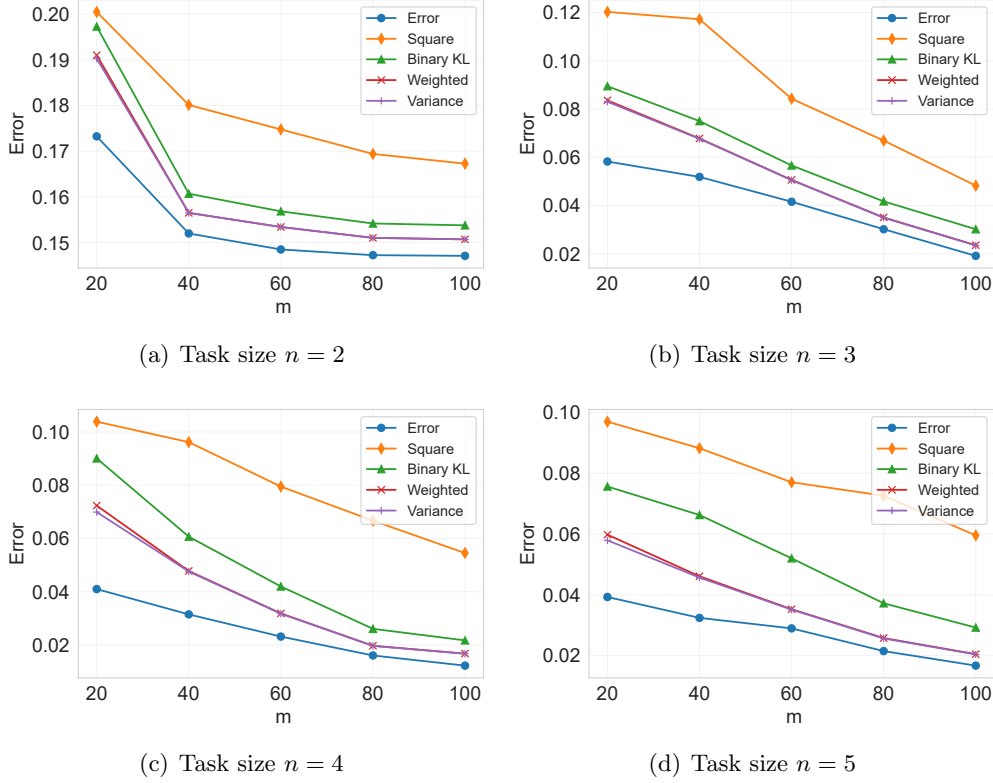 0.20
0.19
0.18
0.17
0.16
0.15
Error
20 40 60 80 100
m
Error
Square
Binary KL
Weighted
Variance
(a) Task size n = 2
0.12
0.10
0.08
0.06
0.04
0.02
Error
20 40 60 80 100
m
Error
Square
Binary KL
Weighted
Variance
(b) Task size n = 3
0.10
0.08
0.06
0.04
0.02
Error
20 40 60 80 100
m
Error
Square
Binary KL
Weighted
Variance
(c) Task size n = 4
0.10
0.08
0.06
0.04
0.02
Error
20 40 60 80 100
m
Error
Square
Binary KL
Weighted
Variance
(d) Task size n = 5